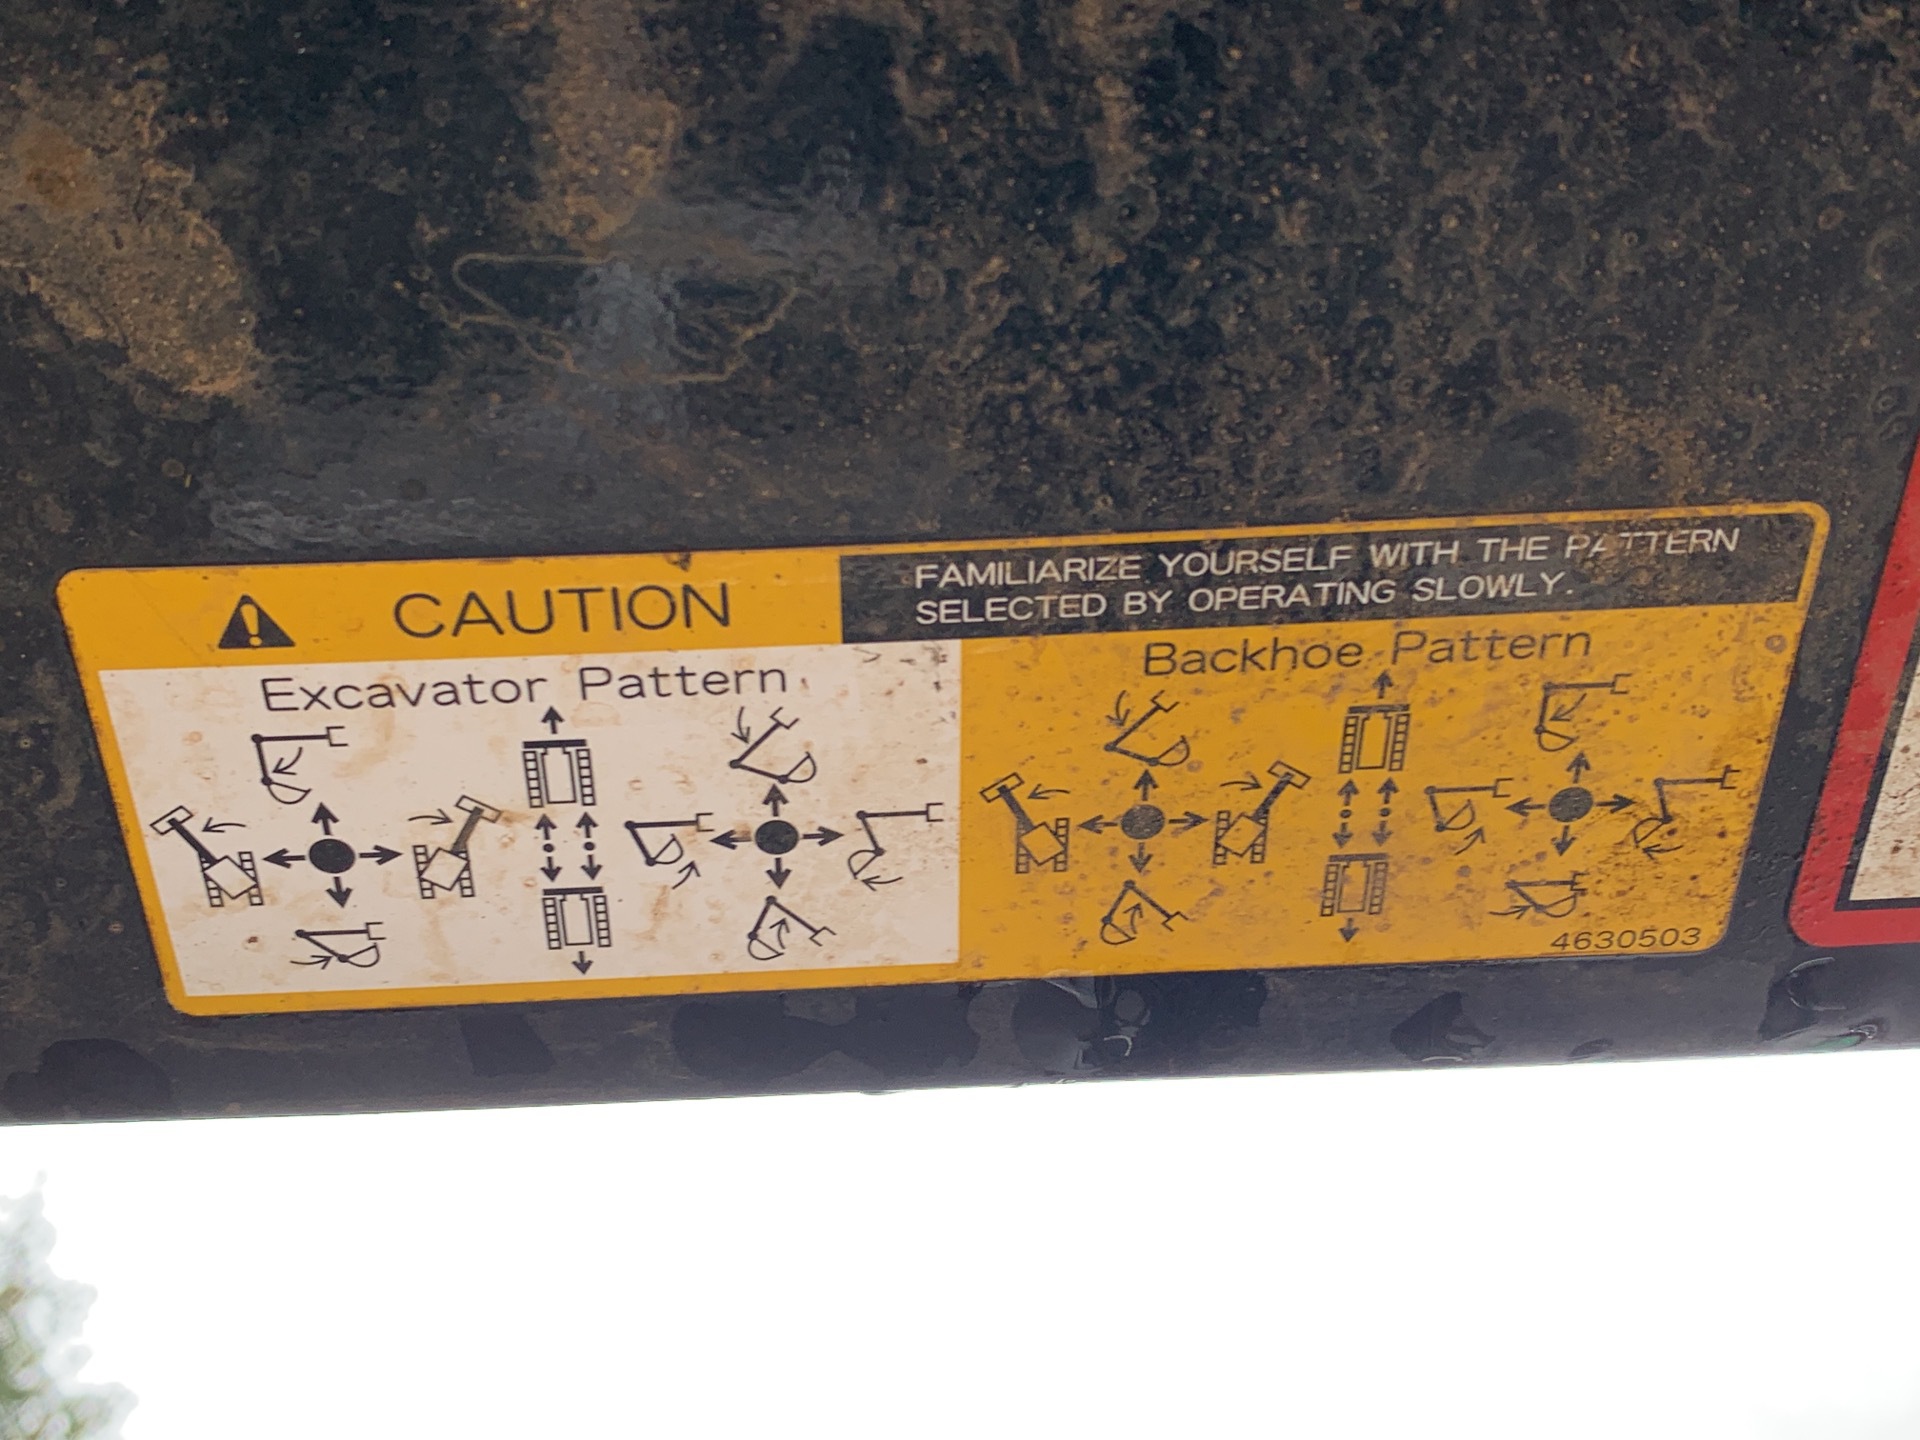 CAUTION
FAMILIARIZE YOURSELF WITH THE PATTERN
SELECTED BY OPERATING SLOWLY.
Excavator Pattern
Backhoe Pattern
4630503